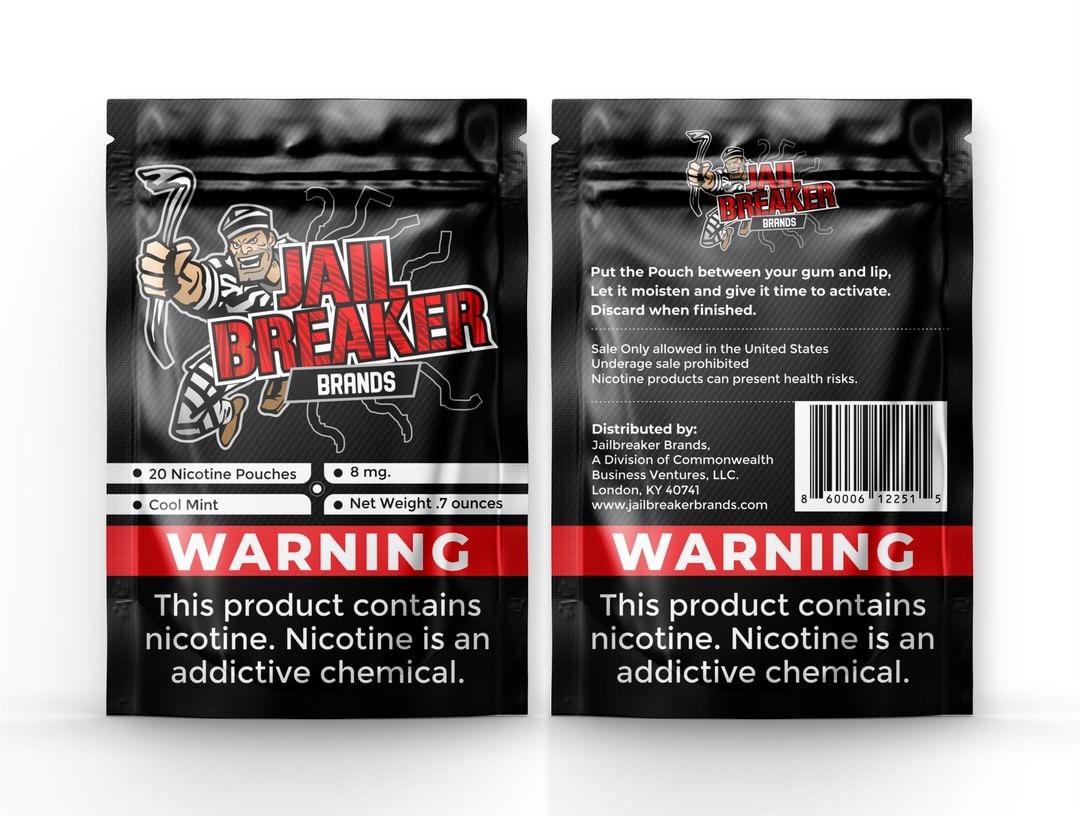 JAIL
BREAKER
BRANDS
20 Nicotine Pouches
8 mg.
Cool Mint
Net Weight .7 ounces
WARNING
This product contains
nicotine. Nicotine is an
addictive chemical.
JAIL
BREAKER
BRANDS
Put the Pouch between your gum and lip,
Let it moisten and give it time to activate.
Discard when finished.
Sale Only allowed in the United States
Underage sale prohibited
Nicotine products can present health risks.
Distributed by:
Jailbreaker Brands,
A Division of Commonwealth
Business Ventures, LLC.
London, KY 40741
www.jailbreakerbrands.com
8 60006 12251 5
WARNING
This product contains
nicotine. Nicotine is an
addictive chemical.